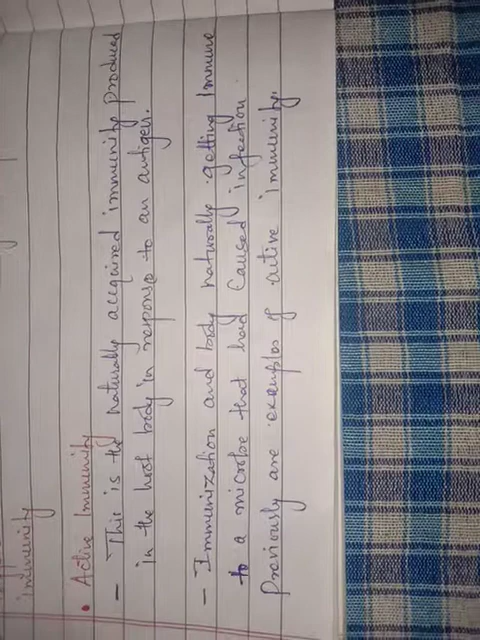 immunity
• Active Immunity
- This is the naturally accquired immunity produced
in the host body in response to an antigen.
- Immunization and body naturally getting Immune
to a microbe that had caused infection
Previously are examples of active immunity.